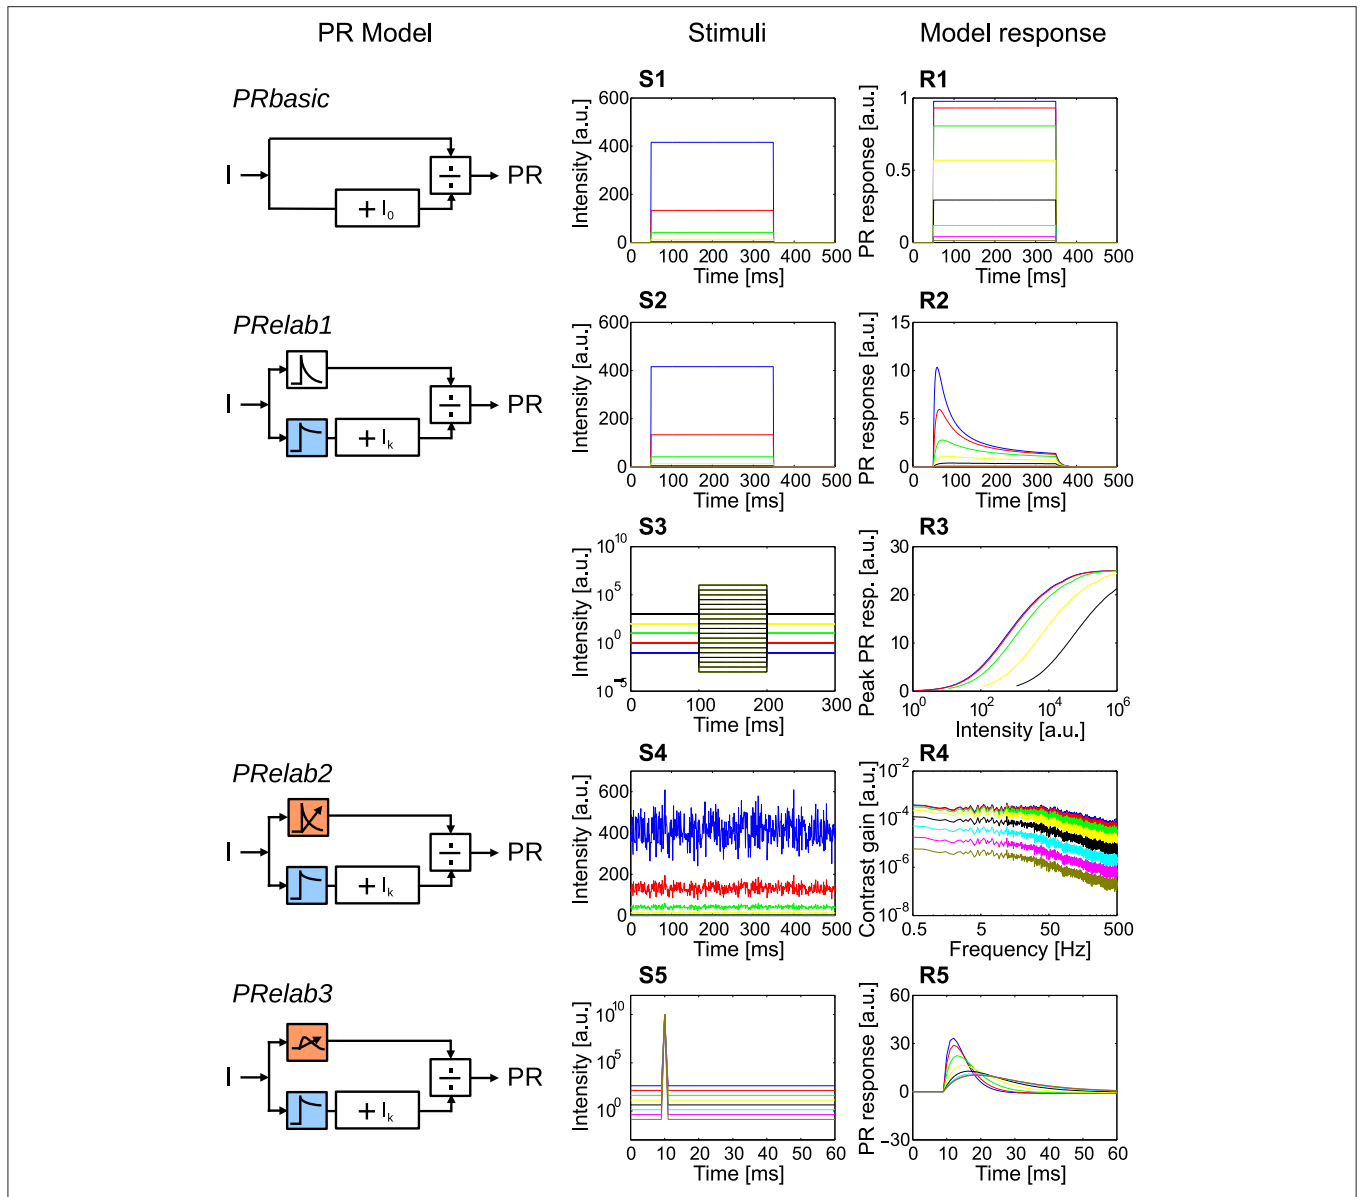 PR Model Stimuli Model response
PRbasic
I
+ I0
÷
PR
S1
Intensity [a.u.]
600
400
200
0
0 100 200 300 400 500
Time [ms]
R1
PR response [a.u.]
1
0.5
0
0 100 200 300 400 500
Time [ms]
PRelab1
I
+ Ik
÷
PR
S2
Intensity [a.u.]
600
400
200
0
0 100 200 300 400 500
Time [ms]
R2
PR response [a.u.]
15
10
5
0
0 100 200 300 400 500
Time [ms]
S3
Intensity [a.u.]
10^10
10^5
10^0
10^-5
0 100 200 300
Time [ms]
R3
Peak PR resp. [a.u.]
30
20
10
0
10^0 10^2 10^4 10^6
Intensity [a.u.]
PRelab2
I
+ Ik
÷
PR
S4
Intensity [a.u.]
600
400
200
0
0 100 200 300 400 500
Time [ms]
R4
Contrast gain [a.u.]
10^-2
10^-4
10^-6
10^-8
0.5 5 50 500
Frequency [Hz]
PRelab3
I
+ Ik
÷
PR
S5
Intensity [a.u.]
10^10
10^5
10^0
0 10 20 30 40 50 60
Time [ms]
R5
PR response [a.u.]
60
30
0
−30
0 10 20 30 40 50 60
Time [ms]